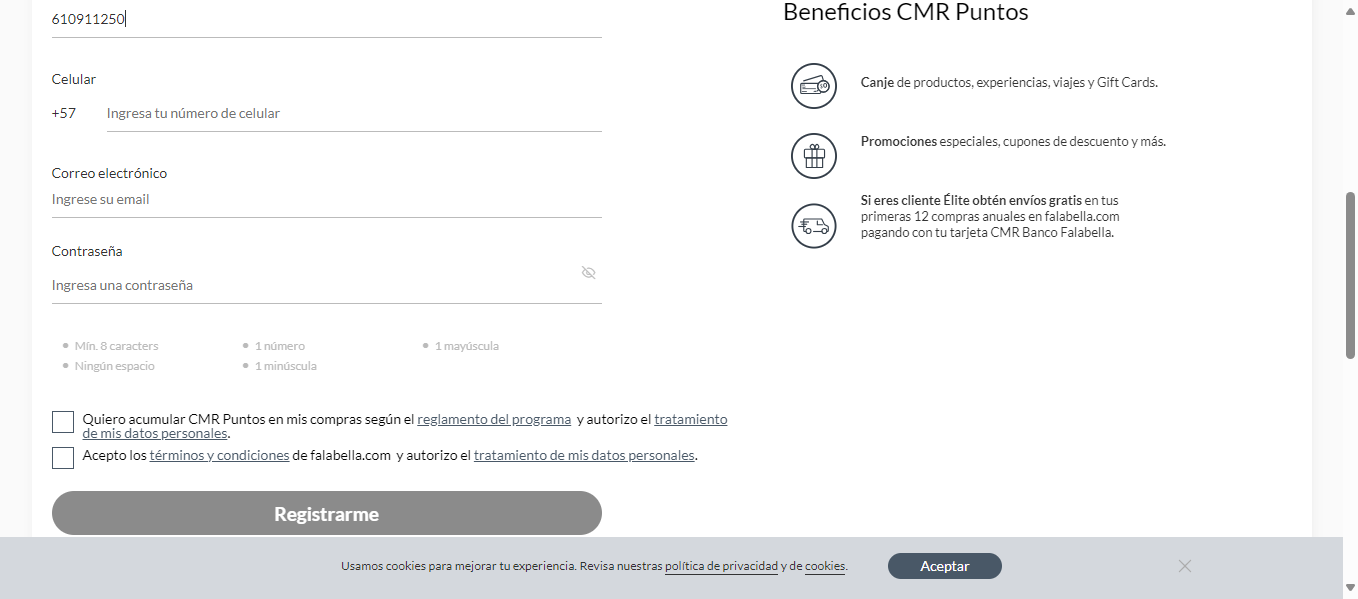 610911250
Celular
+57 Ingresa tu número de celular
Correo electrónico
Ingrese su email
Contraseña
Ingresa una contraseña
Mín. 8 caracters
1 número
1 mayúscula
Ningún espacio
1 minúscula
Quiero acumular CMR Puntos en mis compras según el reglamento del programa y autorizo el tratamiento
de mis datos personales.
Acepto los términos y condiciones de falabella.com y autorizo el tratamiento de mis datos personales.
Registrarme
Beneficios CMR Puntos
Canje de productos, experiencias, viajes y Gift Cards.
Promociones especiales, cupones de descuento y más.
Si eres cliente Élite obtén envíos gratis en tus
primeras 12 compras anuales en falabella.com
pagando con tu tarjeta CMR Banco Falabella.
Usamos cookies para mejorar tu experiencia. Revisa nuestras política de privacidad y de cookies.
Aceptar